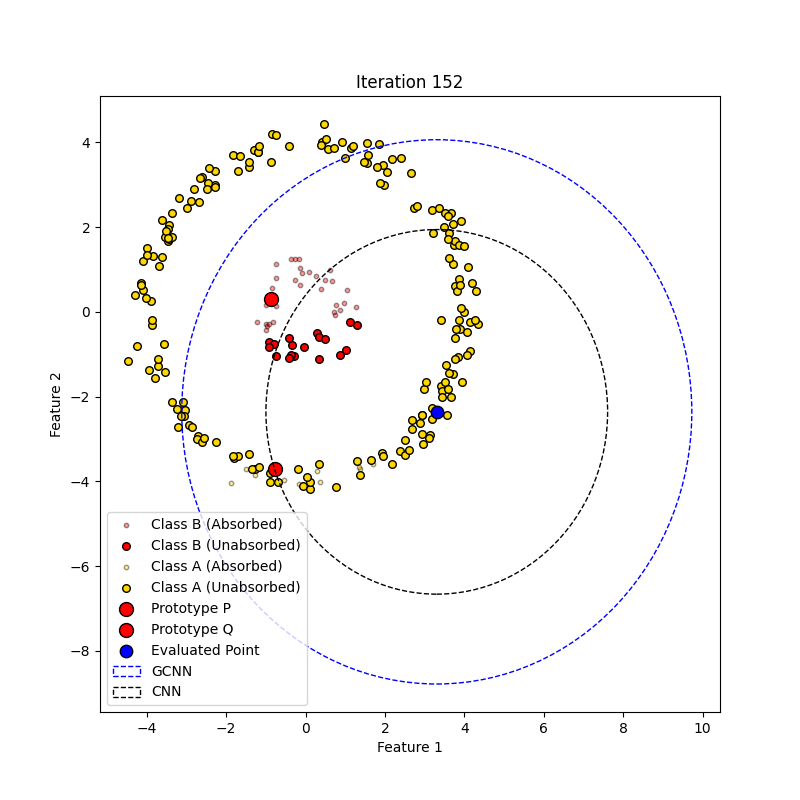 Iteration 152
Feature 2
4
2
0
−2
−4
−6
−8
Class B (Absorbed)
Class B (Unabsorbed)
Class A (Absorbed)
Class A (Unabsorbed)
Prototype P
Prototype Q
Evaluated Point
GCNN
CNN
−4 −2 0 2 4 6 8 10
Feature 1